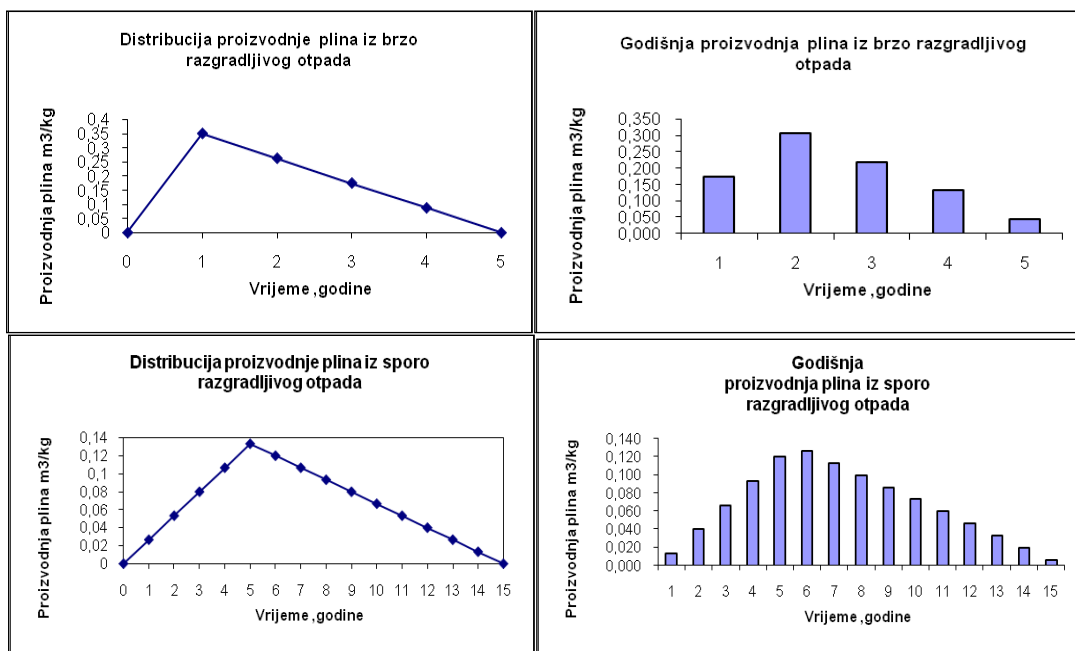 Distribucija proizvodnje plina iz brzo
razgradljivog otpada
Proizvodnja plina m3/kg
0,4
0,35
0,3
0,25
0,2
0,15
0,1
0,05
0
0 1 2 3 4 5
Vrijeme ,godine
Godišnja proizvodnja plina iz brzo razgradljivog
otpada
Proizvodnja plina m3/kg
0,350
0,300
0,250
0,200
0,150
0,100
0,050
0,000
1 2 3 4 5
Vrijeme ,godine
Distribucija proizvodnje plina iz sporo
razgradljivog otpada
Proizvodnja plina m3/kg
0,14
0,12
0,1
0,08
0,06
0,04
0,02
0
0 1 2 3 4 5 6 7 8 9 10 11 12 13 14 15
Vrijeme ,godine
Godišnja
proizvodnja plina iz sporo
razgradljivog otpada
Proizvodnja plina m3/kg
0,140
0,120
0,100
0,080
0,060
0,040
0,020
0,000
1 2 3 4 5 6 7 8 9 10 11 12 13 14 15
Vrijeme ,godine